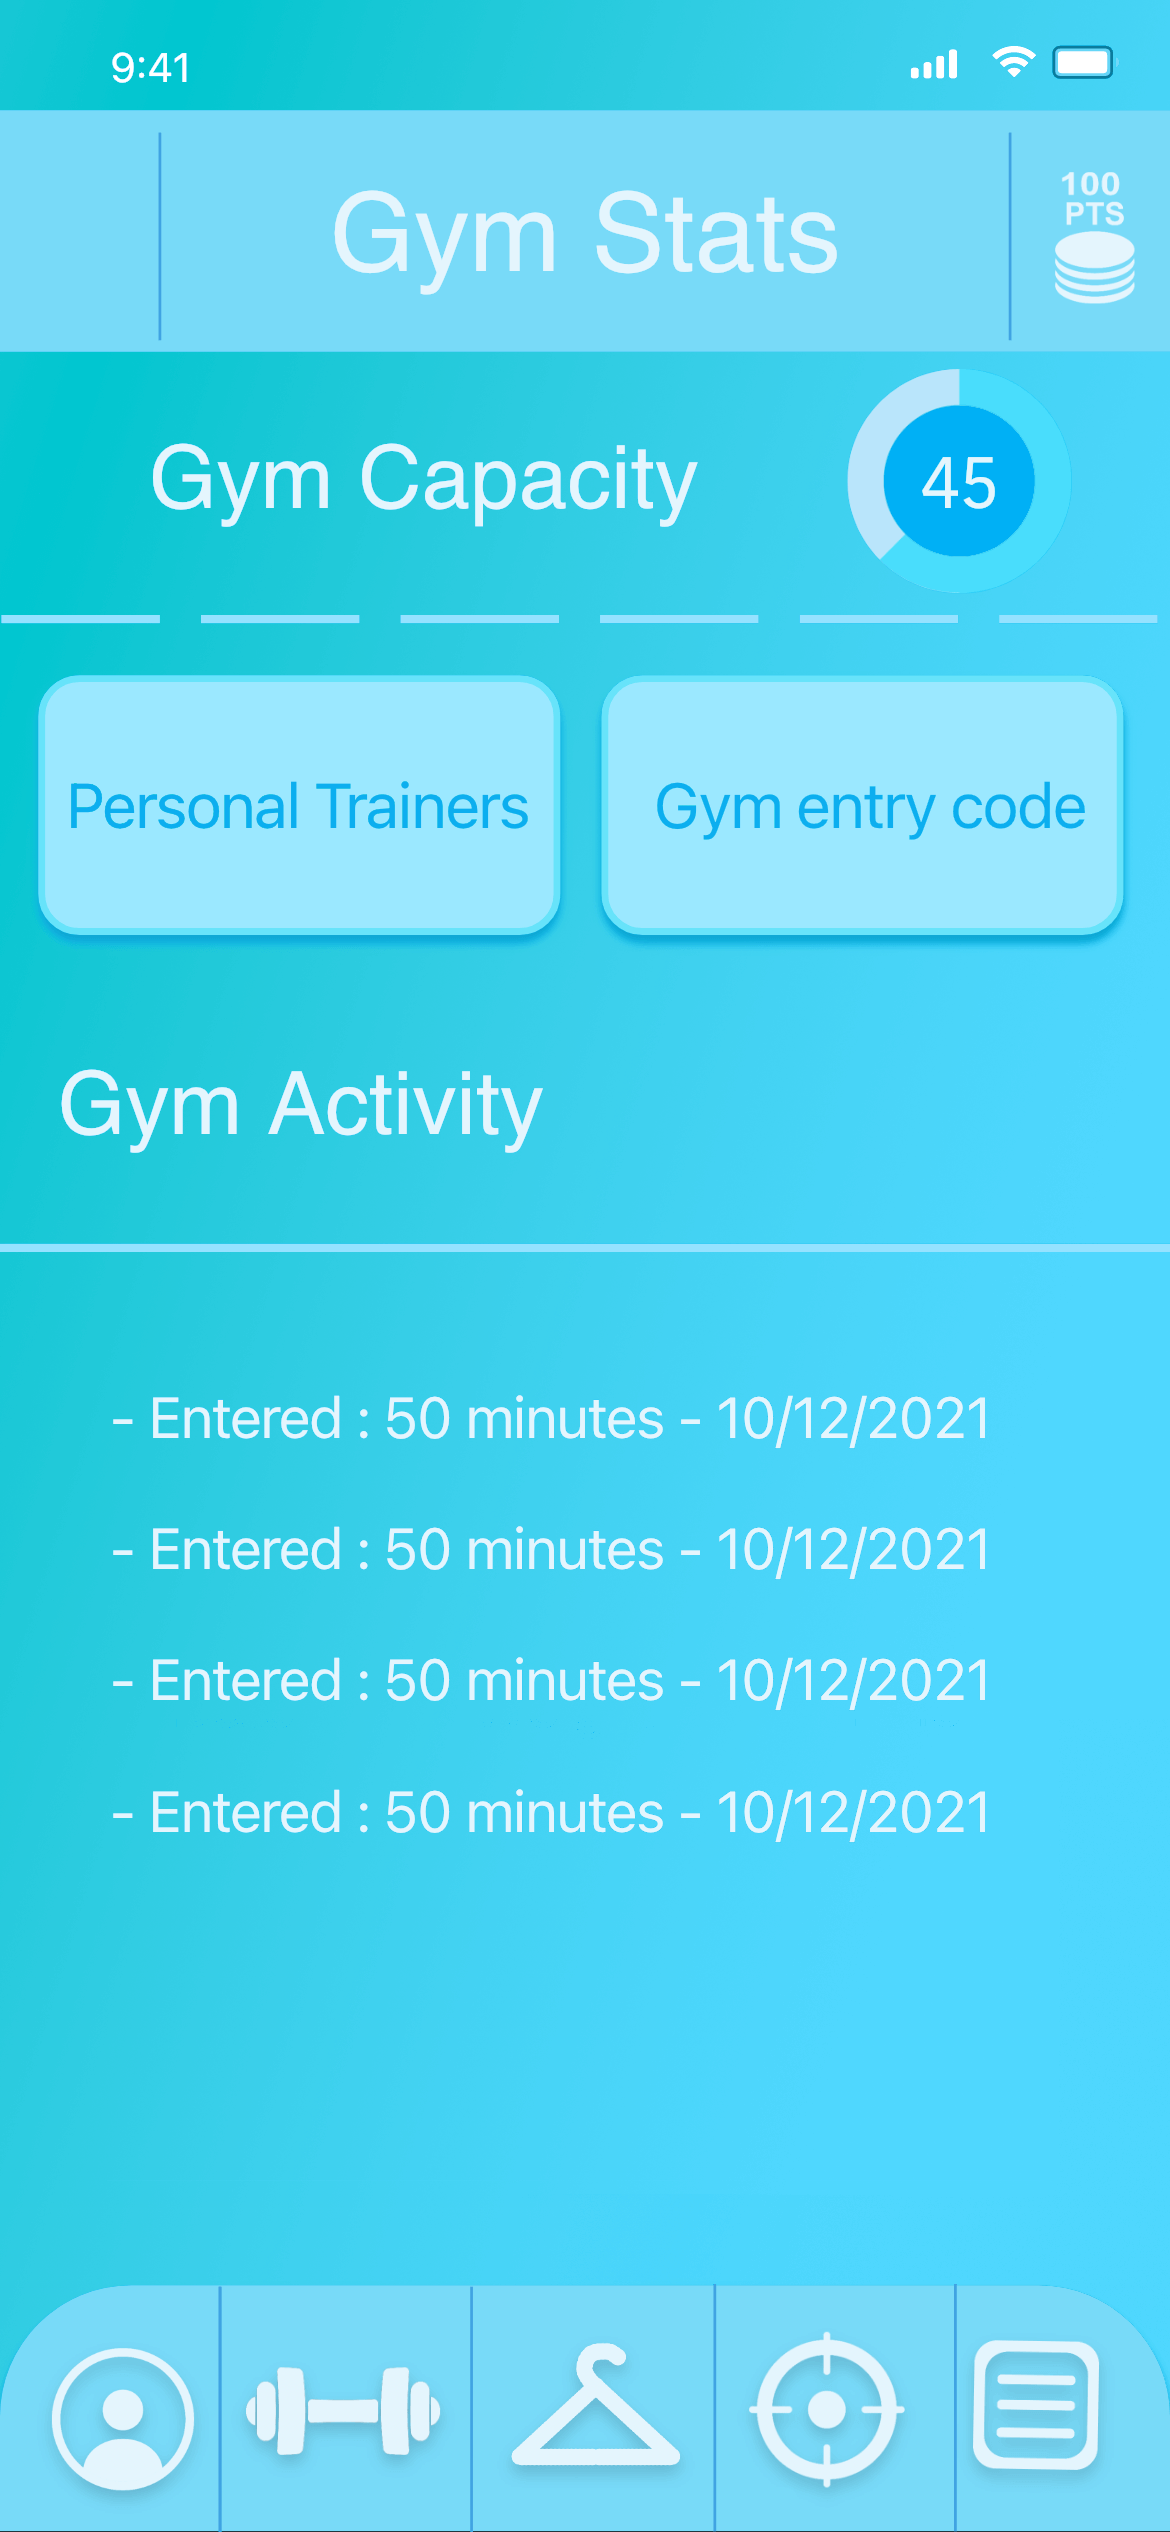 9:41
Gym Stats
100
PTS
Gym Capacity
45
Personal Trainers
Gym entry code
Gym Activity
- Entered : 50 minutes - 10/12/2021
- Entered : 50 minutes - 10/12/2021
- Entered : 50 minutes - 10/12/2021
- Entered : 50 minutes - 10/12/2021